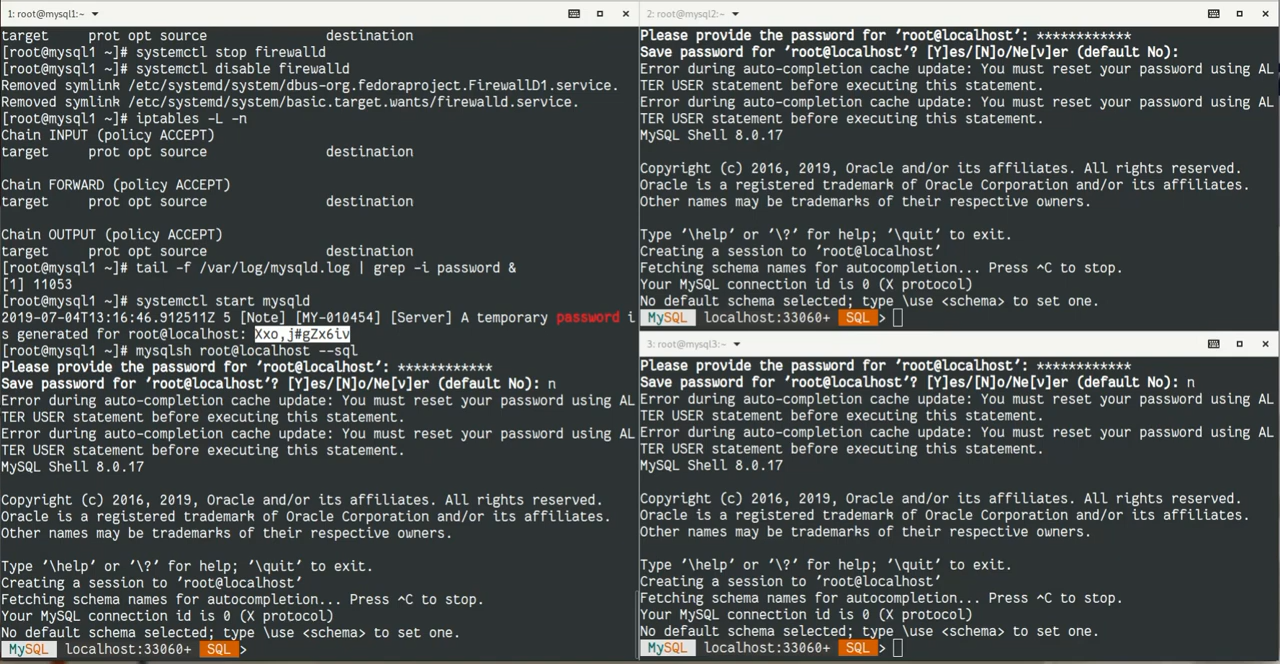 1: root@mysql1:~
target     prot opt source               destination
[root@mysql1 ~]# systemctl stop firewalld
[root@mysql1 ~]# systemctl disable firewalld
Removed symlink /etc/systemd/system/dbus-org.fedoraproject.FirewallD1.service.
Removed symlink /etc/systemd/system/basic.target.wants/firewalld.service.
[root@mysql1 ~]# iptables -L -n
Chain INPUT (policy ACCEPT)
target     prot opt source               destination
Chain FORWARD (policy ACCEPT)
target     prot opt source               destination
Chain OUTPUT (policy ACCEPT)
target     prot opt source               destination
[root@mysql1 ~]# tail -f /var/log/mysqld.log | grep -i password &
[1] 11053
[root@mysql1 ~]# systemctl start mysqld
2019-07-04T13:16:46.912511Z 5 [Note] [MY-010454] [Server] A temporary password i
s generated for root@localhost: Xxo,j#gZx6iv
[root@mysql1 ~]# mysqlsh root@localhost --sql
Please provide the password for 'root@localhost': ************
Save password for 'root@localhost'? [Y]es/[N]o/Ne[v]er (default No): n
Error during auto-completion cache update: You must reset your password using AL
TER USER statement before executing this statement.
Error during auto-completion cache update: You must reset your password using AL
TER USER statement before executing this statement.
MySQL Shell 8.0.17
Copyright (c) 2016, 2019, Oracle and/or its affiliates. All rights reserved.
Oracle is a registered trademark of Oracle Corporation and/or its affiliates.
Other names may be trademarks of their respective owners.
Type '\help' or '\?' for help; '\quit' to exit.
Creating a session to 'root@localhost'
Fetching schema names for autocompletion... Press ^C to stop.
Your MySQL connection id is 0 (X protocol)
No default schema selected; type \use <schema> to set one.
MySQL localhost:33060+ SQL >
2: root@mysql2:~
Please provide the password for 'root@localhost': ************
Save password for 'root@localhost'? [Y]es/[N]o/Ne[v]er (default No):
Error during auto-completion cache update: You must reset your password using AL
TER USER statement before executing this statement.
Error during auto-completion cache update: You must reset your password using AL
TER USER statement before executing this statement.
MySQL Shell 8.0.17
Copyright (c) 2016, 2019, Oracle and/or its affiliates. All rights reserved.
Oracle is a registered trademark of Oracle Corporation and/or its affiliates.
Other names may be trademarks of their respective owners.
Type '\help' or '\?' for help; '\quit' to exit.
Creating a session to 'root@localhost'
Fetching schema names for autocompletion... Press ^C to stop.
Your MySQL connection id is 0 (X protocol)
No default schema selected; type \use <schema> to set one.
MySQL localhost:33060+ SQL >
3: root@mysql3:~
Please provide the password for 'root@localhost': ************
Save password for 'root@localhost'? [Y]es/[N]o/Ne[v]er (default No): n
Error during auto-completion cache update: You must reset your password using AL
TER USER statement before executing this statement.
Error during auto-completion cache update: You must reset your password using AL
TER USER statement before executing this statement.
MySQL Shell 8.0.17
Copyright (c) 2016, 2019, Oracle and/or its affiliates. All rights reserved.
Oracle is a registered trademark of Oracle Corporation and/or its affiliates.
Other names may be trademarks of their respective owners.
Type '\help' or '\?' for help; '\quit' to exit.
Creating a session to 'root@localhost'
Fetching schema names for autocompletion... Press ^C to stop.
Your MySQL connection id is 0 (X protocol)
No default schema selected; type \use <schema> to set one.
MySQL localhost:33060+ SQL >